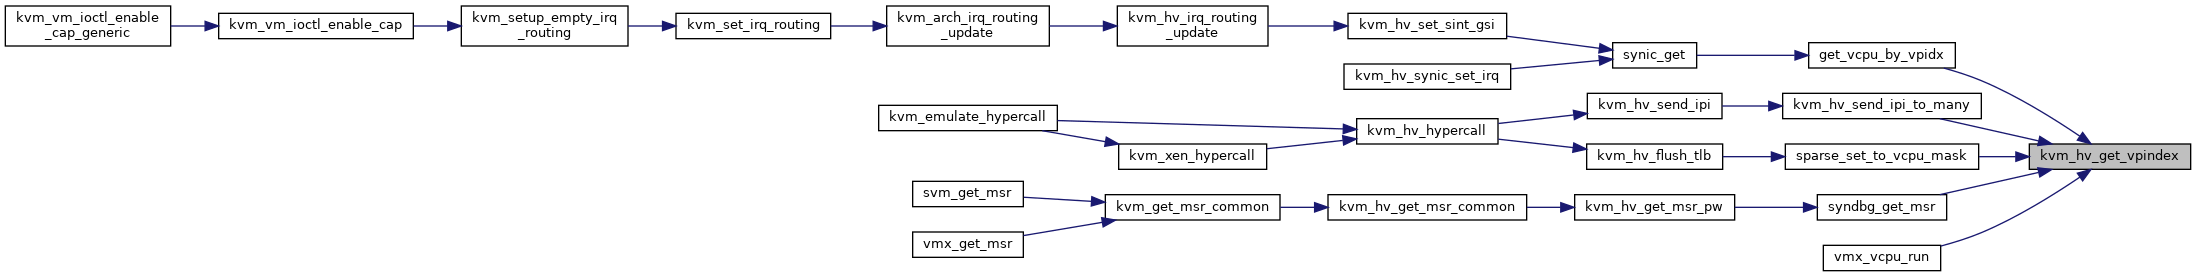 kvm_vm_ioctl_enable
_cap_generic
kvm_vm_ioctl_enable_cap
kvm_setup_empty_irq
_routing
kvm_set_irq_routing
kvm_arch_irq_routing
_update
kvm_hv_irq_routing
_update
kvm_hv_set_sint_gsi
synic_get
get_vcpu_by_vpidx
kvm_hv_synic_set_irq
kvm_emulate_hypercall
kvm_hv_hypercall
kvm_hv_send_ipi
kvm_hv_send_ipi_to_many
kvm_xen_hypercall
kvm_hv_flush_tlb
sparse_set_to_vcpu_mask
kvm_hv_get_vpindex
svm_get_msr
kvm_get_msr_common
kvm_hv_get_msr_common
kvm_hv_get_msr_pw
syndbg_get_msr
vmx_get_msr
vmx_vcpu_run